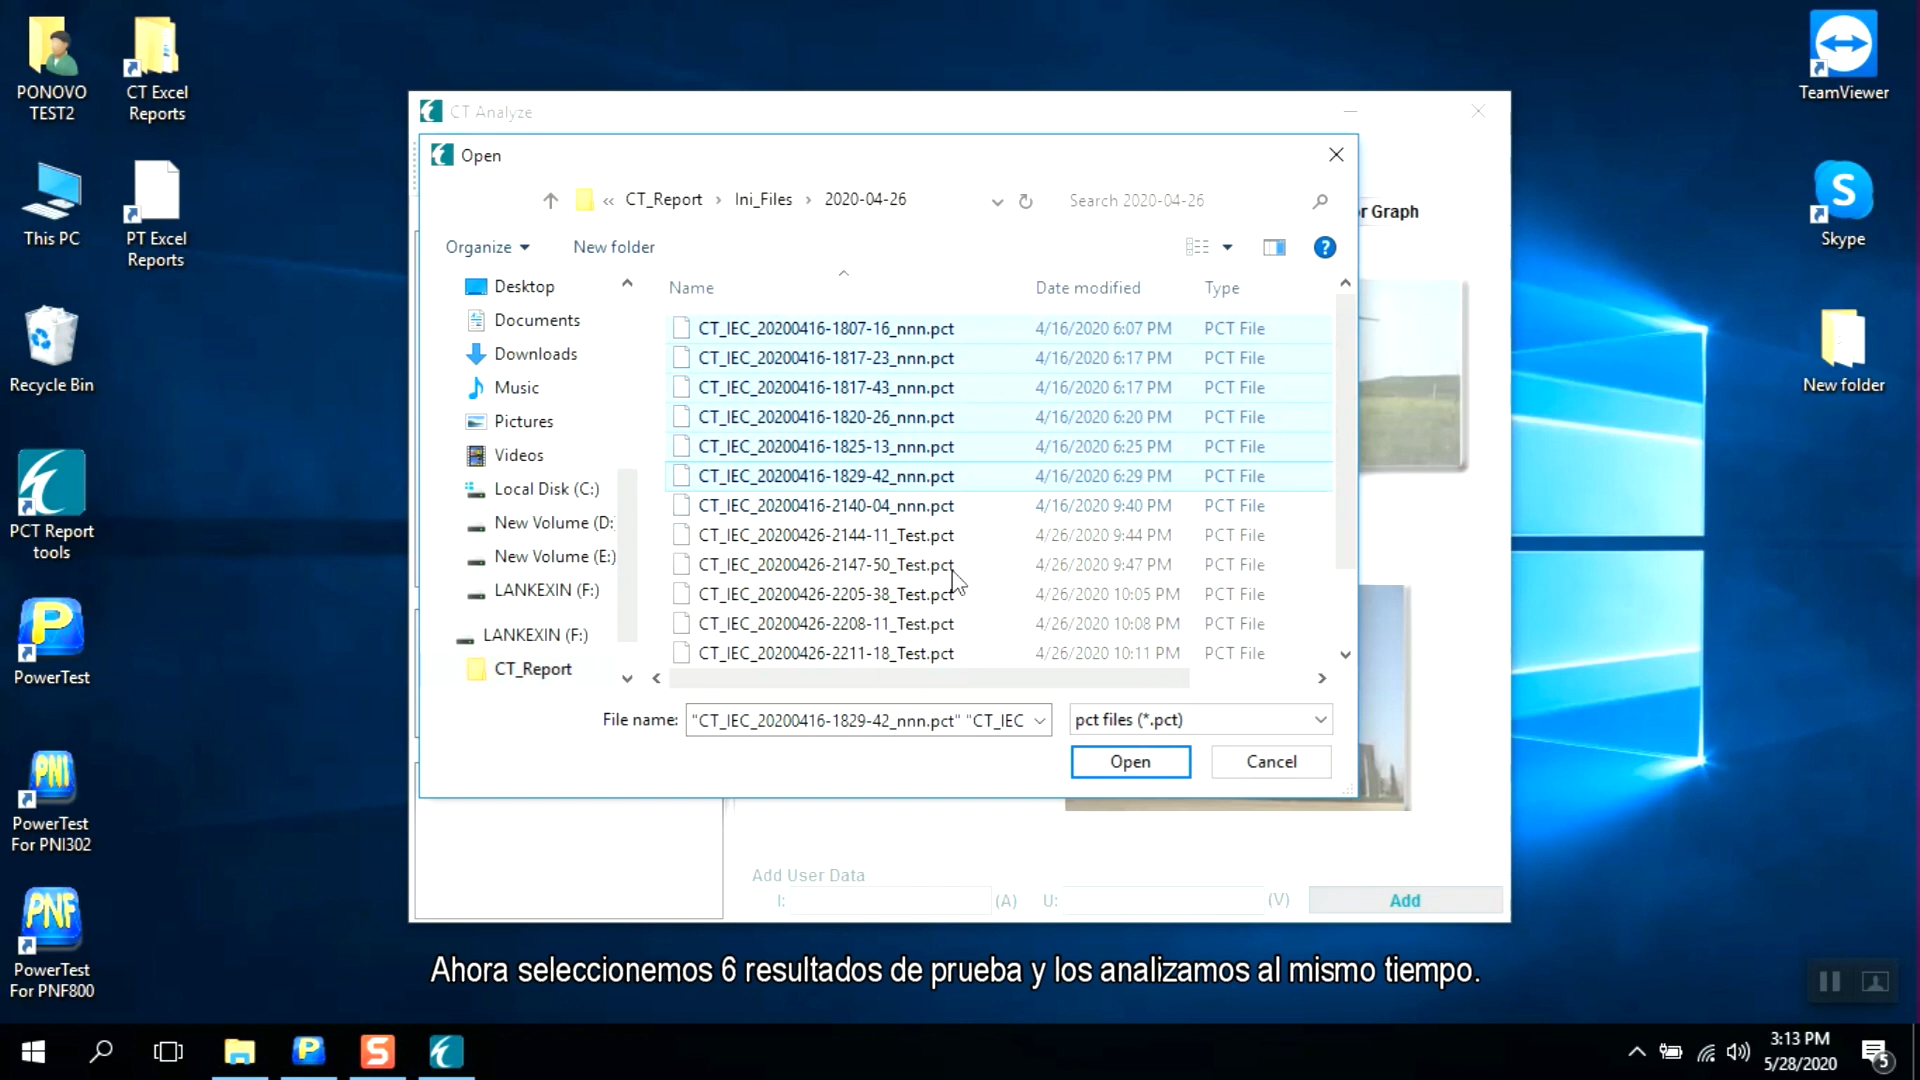 PONOVO
TEST2
CT Excel
Reports
This PC
PT Excel
Reports
Recycle Bin
PCT Report
tools
PowerTest
PowerTest
For PNI302
PowerTest
For PNF800
TeamViewer
Skype
New folder
CT Analyze
Open
« CT_Report › Ini_Files › 2020-04-26
Search 2020-04-26
Organize
New folder
r Graph
Desktop
Documents
Downloads
Music
Pictures
Videos
Local Disk (C:)
New Volume (D:
New Volume (E:)
LANKEXIN (F:)
LANKEXIN (F:)
CT_Report
Name Date modified Type
CT_IEC_20200416-1807-16_nnn.pct 4/16/2020 6:07 PM PCT File
CT_IEC_20200416-1817-23_nnn.pct 4/16/2020 6:17 PM PCT File
CT_IEC_20200416-1817-43_nnn.pct 4/16/2020 6:17 PM PCT File
CT_IEC_20200416-1820-26_nnn.pct 4/16/2020 6:20 PM PCT File
CT_IEC_20200416-1825-13_nnn.pct 4/16/2020 6:25 PM PCT File
CT_IEC_20200416-1829-42_nnn.pct 4/16/2020 6:29 PM PCT File
CT_IEC_20200416-2140-04_nnn.pct 4/16/2020 9:40 PM PCT File
CT_IEC_20200426-2144-11_Test.pct 4/26/2020 9:44 PM PCT File
CT_IEC_20200426-2147-50_Test.pct 4/26/2020 9:47 PM PCT File
CT_IEC_20200426-2205-38_Test.pct 4/26/2020 10:05 PM PCT File
CT_IEC_20200426-2208-11_Test.pct 4/26/2020 10:08 PM PCT File
CT_IEC_20200426-2211-18_Test.pct 4/26/2020 10:11 PM PCT File
File name: "CT_IEC_20200416-1829-42_nnn.pct" "CT_IEC
pct files (*.pct)
Open Cancel
Add User Data
I: (A) U: (V) Add
Ahora seleccionemos 6 resultados de prueba y los analizamos al mismo tiempo.
3:13 PM
5/28/2020
5